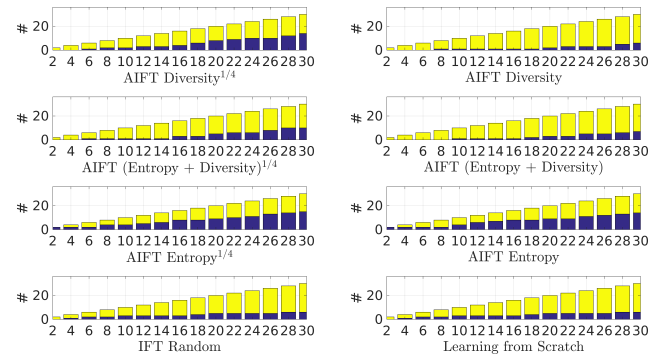 # 20 0
2 4 6 8 10 12 14 16 18 20 22 24 26 28 30
AIFT Diversity^1/4
# 20 0
2 4 6 8 10 12 14 16 18 20 22 24 26 28 30
AIFT Diversity
# 20 0
2 4 6 8 10 12 14 16 18 20 22 24 26 28 30
AIFT (Entropy + Diversity)^1/4
# 20 0
2 4 6 8 10 12 14 16 18 20 22 24 26 28 30
AIFT (Entropy + Diversity)
# 20 0
2 4 6 8 10 12 14 16 18 20 22 24 26 28 30
AIFT Entropy^1/4
# 20 0
2 4 6 8 10 12 14 16 18 20 22 24 26 28 30
AIFT Entropy
# 20 0
2 4 6 8 10 12 14 16 18 20 22 24 26 28 30
IFT Random
# 20 0
2 4 6 8 10 12 14 16 18 20 22 24 26 28 30
Learning from Scratch